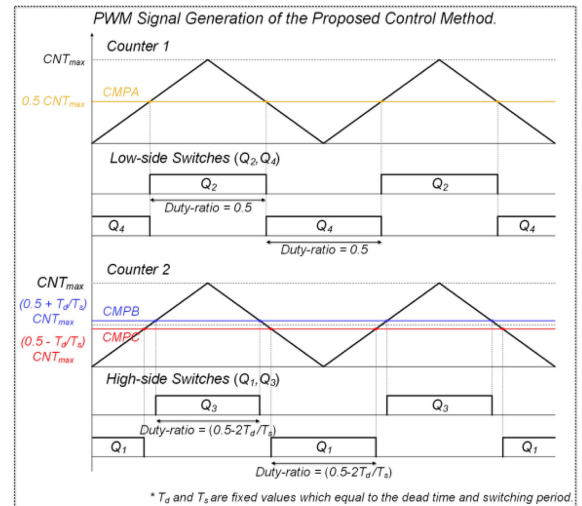 PWM Signal Generation of the Proposed Control Method.
Counter 1
CNTmax
0.5 CNTmax
CMPA
Low-side Switches (Q2,Q4)
Q2
Q2
Duty-ratio = 0.5
Q4
Q4
Q4
Duty-ratio = 0.5
Counter 2
CNTmax
(0.5 + Td/Ts)
CNTmax
CMPB
(0.5 - Td/Ts)
CNTmax
CMPC
High-side Switches (Q1,Q3)
Q3
Q3
Duty-ratio = (0.5-2Td/Ts)
Q1
Q1
Q1
Duty-ratio = (0.5-2Td/Ts)
* Td and Ts are fixed values which equal to the dead time and switching period.